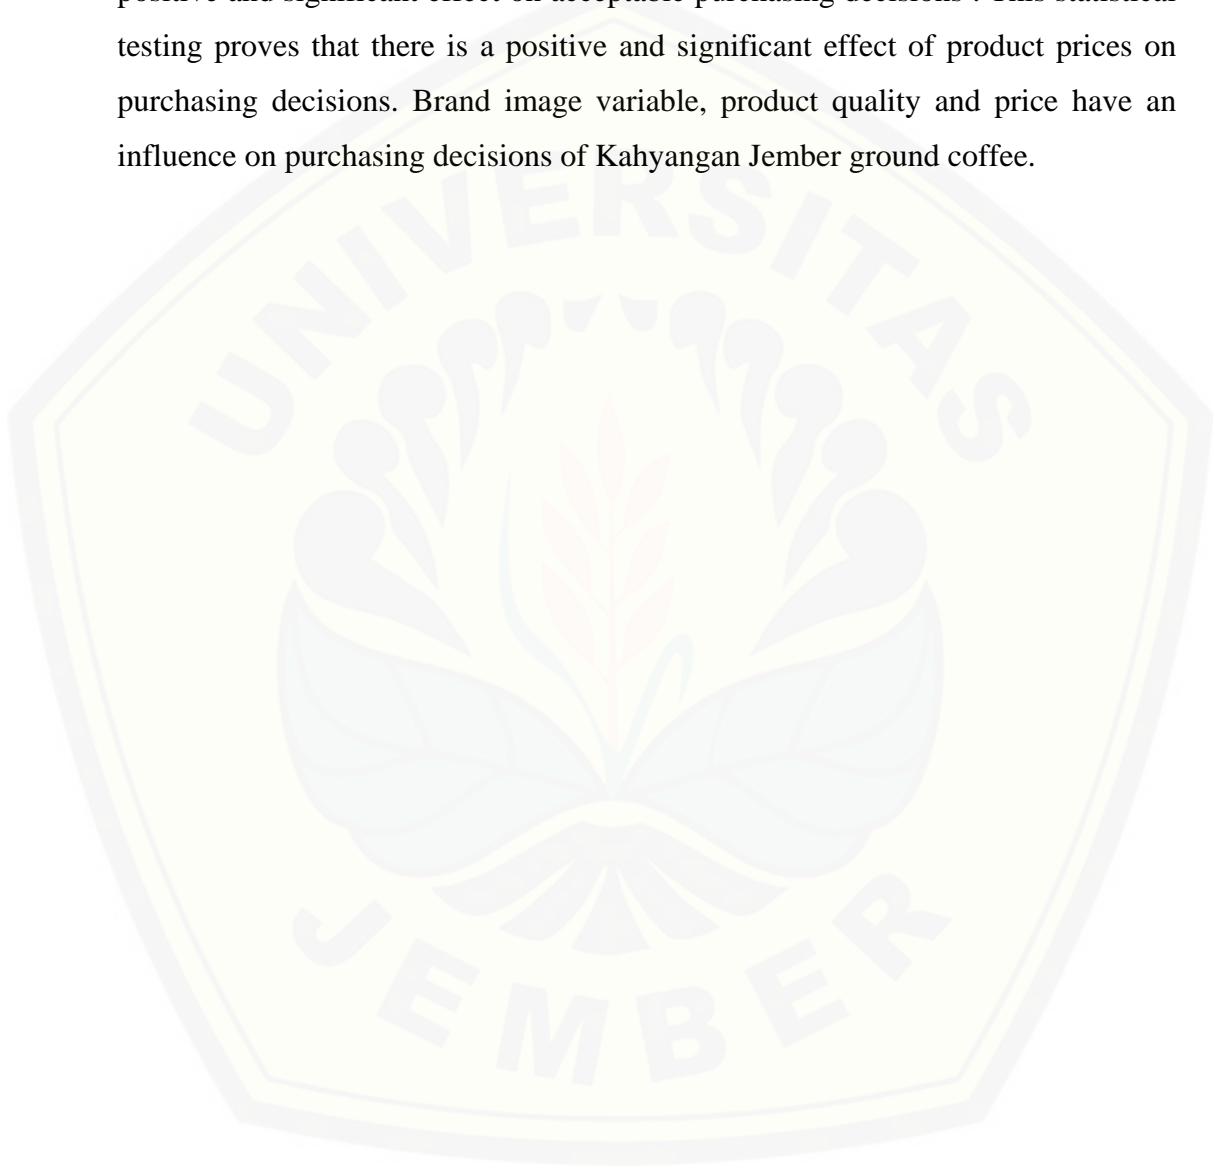 positive and significant effect on acceptable purchasing decisions". This statistical
testing proves that there is a positive and significant effect of product prices on
purchasing decisions. Brand image variable, product quality and price have an
influence on purchasing decisions of Kahyangan Jember ground coffee.
UNIVERSITAS
JEMBER